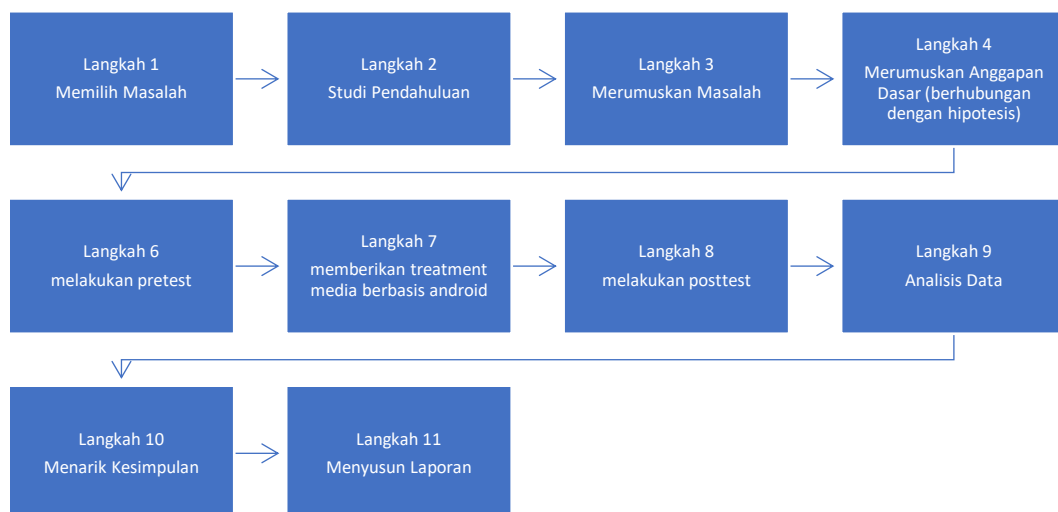 Langkah 1
Memilih Masalah
Langkah 2
Studi Pendahuluan
Langkah 3
Merumuskan Masalah
Langkah 4
Merumuskan Anggapan
Dasar (berhubungan
dengan hipotesis)
Langkah 6
melakukan pretest
Langkah 7
memberikan treatment
media berbasis android
Langkah 8
melakukan posttest
Langkah 9
Analisis Data
Langkah 10
Menarik Kesimpulan
Langkah 11
Menyusun Laporan